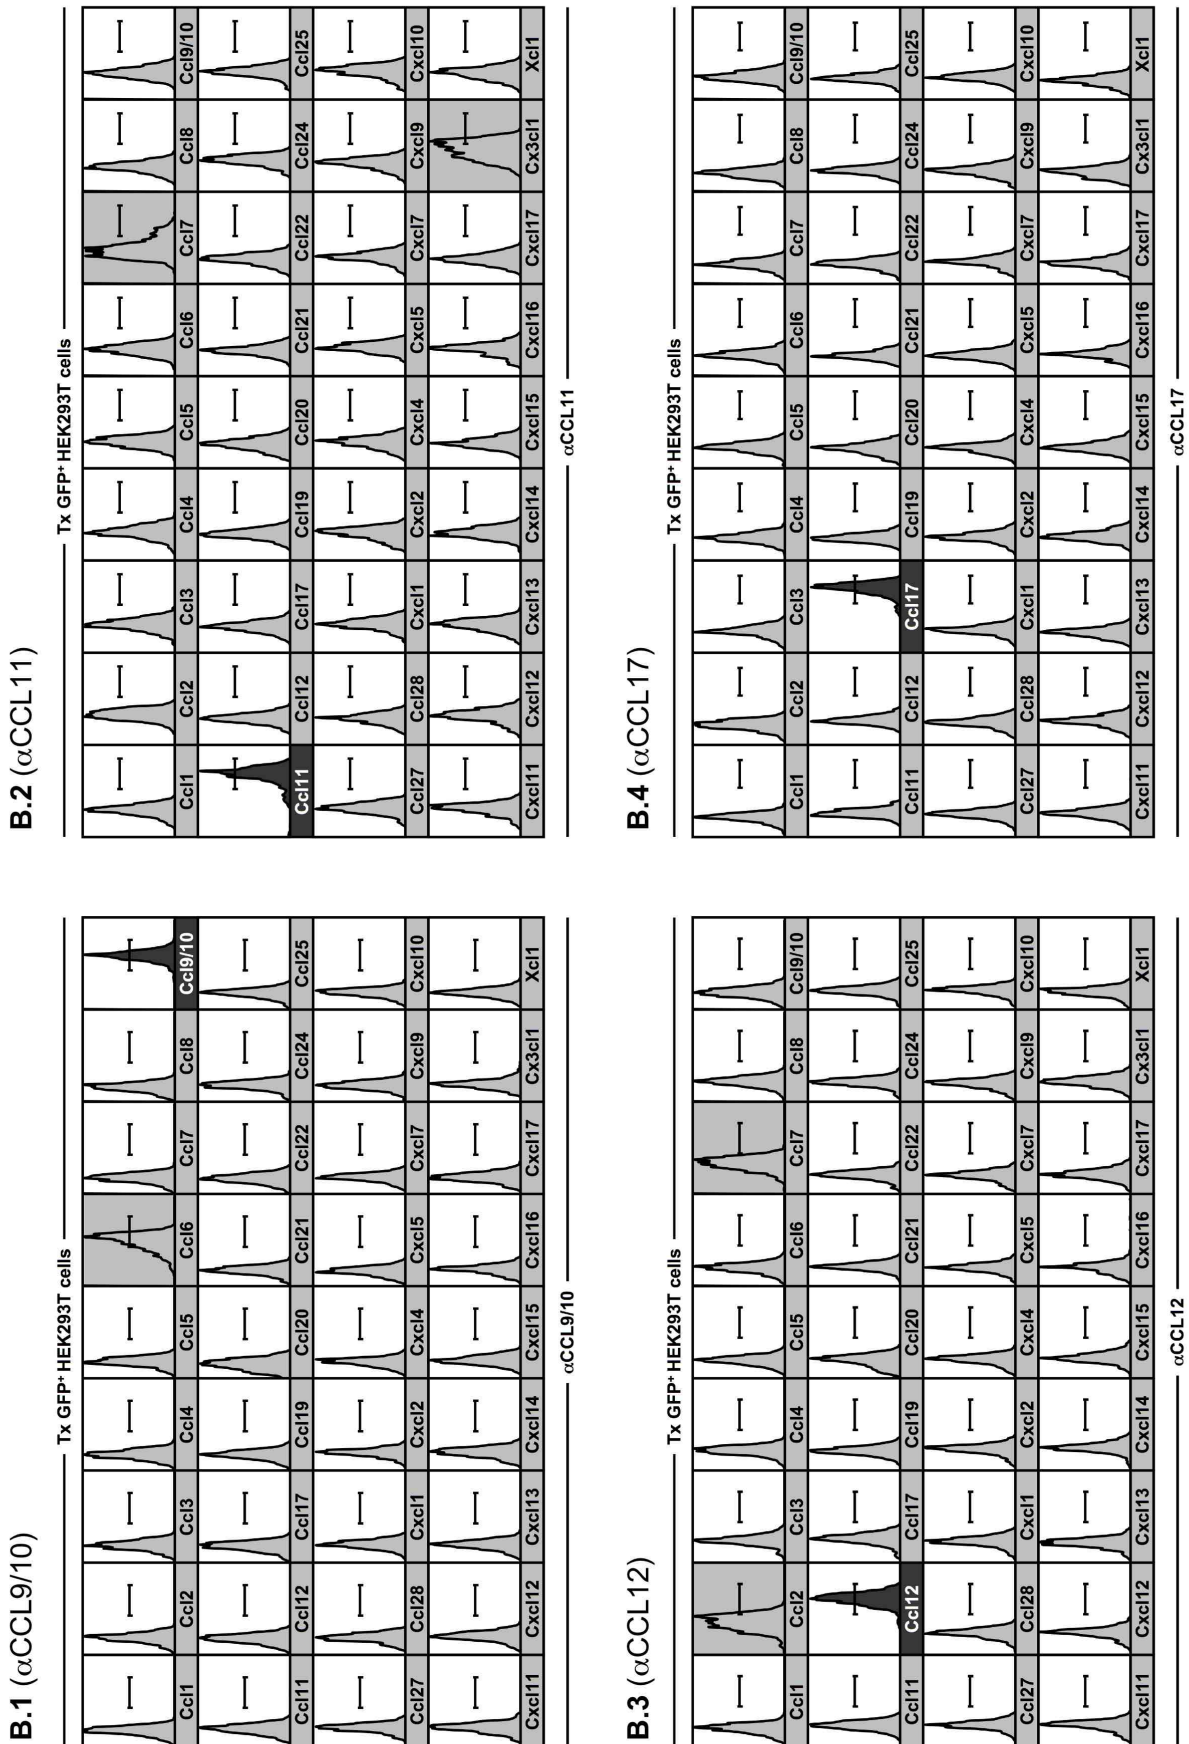 B.1 (αCCL9/10)
Tx GFP⁺ HEK293T cells
Ccl1 Ccl2 Ccl3 Ccl4 Ccl5 Ccl6 Ccl7 Ccl8 Ccl9/10
Ccl11 Ccl12 Ccl17 Ccl19 Ccl20 Ccl21 Ccl22 Ccl24 Ccl25
Ccl27 Ccl28 Cxcl1 Cxcl2 Cxcl4 Cxcl5 Cxcl7 Cxcl9 Cxcl10
Cxcl11 Cxcl12 Cxcl13 Cxcl14 Cxcl15 Cxcl16 Cxcl17 Cx3cl1 Xcl1
αCCL9/10
B.2 (αCCL11)
Tx GFP⁺ HEK293T cells
Ccl1 Ccl2 Ccl3 Ccl4 Ccl5 Ccl6 Ccl7 Ccl8 Ccl9/10
Ccl11 Ccl12 Ccl17 Ccl19 Ccl20 Ccl21 Ccl22 Ccl24 Ccl25
Ccl27 Ccl28 Cxcl1 Cxcl2 Cxcl4 Cxcl5 Cxcl7 Cxcl9 Cxcl10
Cxcl11 Cxcl12 Cxcl13 Cxcl14 Cxcl15 Cxcl16 Cxcl17 Cx3cl1 Xcl1
αCCL11
B.3 (αCCL12)
Tx GFP⁺ HEK293T cells
Ccl1 Ccl2 Ccl3 Ccl4 Ccl5 Ccl6 Ccl7 Ccl8 Ccl9/10
Ccl11 Ccl12 Ccl17 Ccl19 Ccl20 Ccl21 Ccl22 Ccl24 Ccl25
Ccl27 Ccl28 Cxcl1 Cxcl2 Cxcl4 Cxcl5 Cxcl7 Cxcl9 Cxcl10
Cxcl11 Cxcl12 Cxcl13 Cxcl14 Cxcl15 Cxcl16 Cxcl17 Cx3cl1 Xcl1
αCCL12
B.4 (αCCL17)
Tx GFP⁺ HEK293T cells
Ccl1 Ccl2 Ccl3 Ccl4 Ccl5 Ccl6 Ccl7 Ccl8 Ccl9/10
Ccl11 Ccl12 Ccl17 Ccl19 Ccl20 Ccl21 Ccl22 Ccl24 Ccl25
Ccl27 Ccl28 Cxcl1 Cxcl2 Cxcl4 Cxcl5 Cxcl7 Cxcl9 Cxcl10
Cxcl11 Cxcl12 Cxcl13 Cxcl14 Cxcl15 Cxcl16 Cxcl17 Cx3cl1 Xcl1
αCCL17